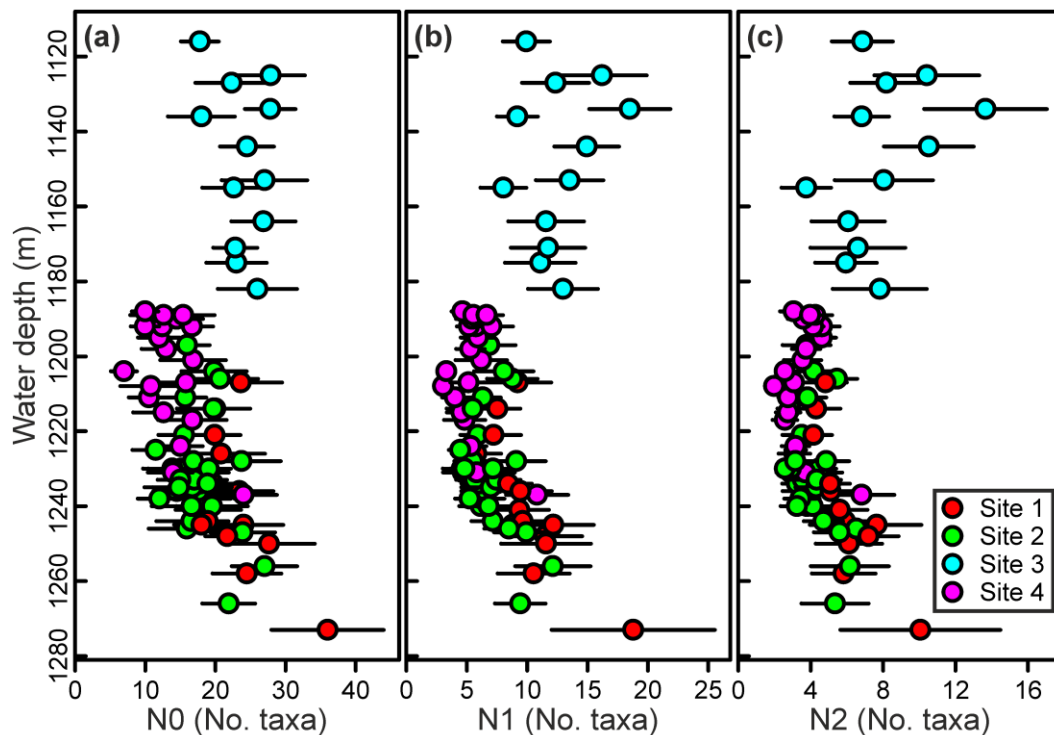 (a)
(b)
(c)
Water depth (m)
1120
1140
1160
1180
1200
1220
1240
1260
1280
Site 1
Site 2
Site 3
Site 4
0 10 20 30 40
0 5 10 15 20 25
0 4 8 12 16
N0 (No. taxa)
N1 (No. taxa)
N2 (No. taxa)